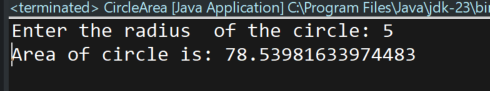 <terminated> CircleArea [Java Application] C:\Program Files\Java\jdk-23\bin
Enter the radius  of the circle: 5
Area of circle is: 78.53981633974483